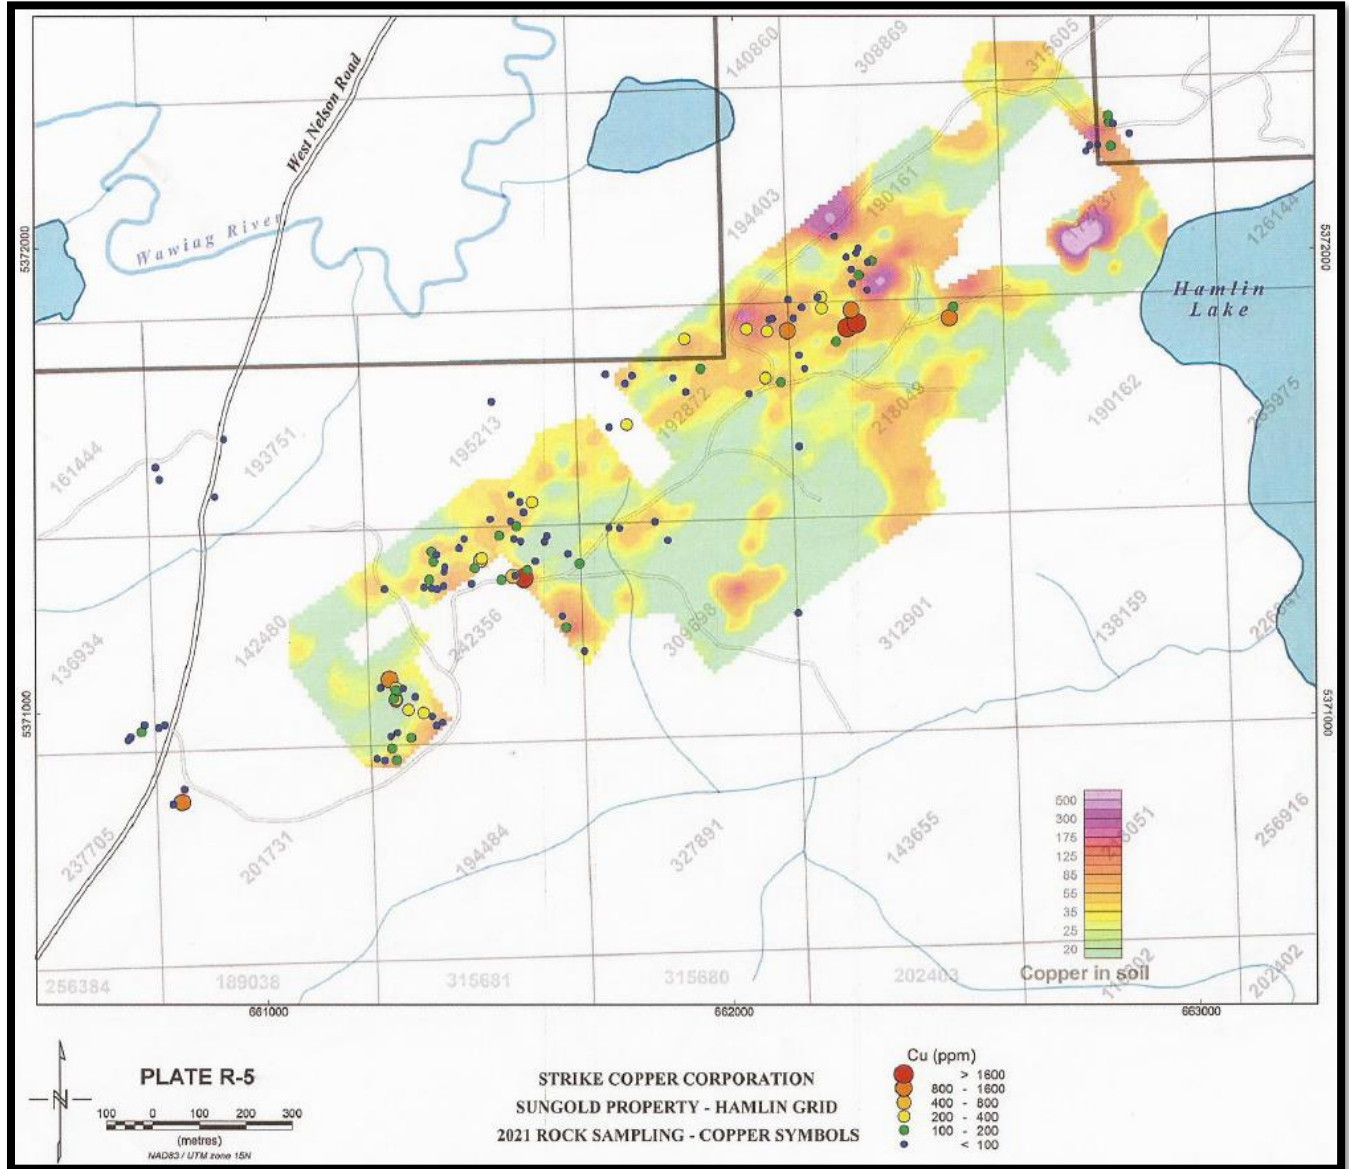 140860
308869
315605
West Nelson Road
Wawiag River
194403
190161
126144
5372000
5372000
Hamlin
Lake
161444
193751
195213
192872
218049
190162
136934
142480
242356
309698
312901
138159
5371000
5371000
237705
201731
194484
327891
143655
256916
500
300
175
125
85
55
35
25
20
Copper in soil
256384
189038
315681
315680
202403
202402
661000
662000
663000
N
PLATE R-5
100 0 100 200 300
(metres)
NAD83 / UTM zone 15N
STRIKE COPPER CORPORATION
SUNGOLD PROPERTY - HAMLIN GRID
2021 ROCK SAMPLING - COPPER SYMBOLS
Cu (ppm)
> 1600
800 - 1600
400 - 800
200 - 400
100 - 200
< 100